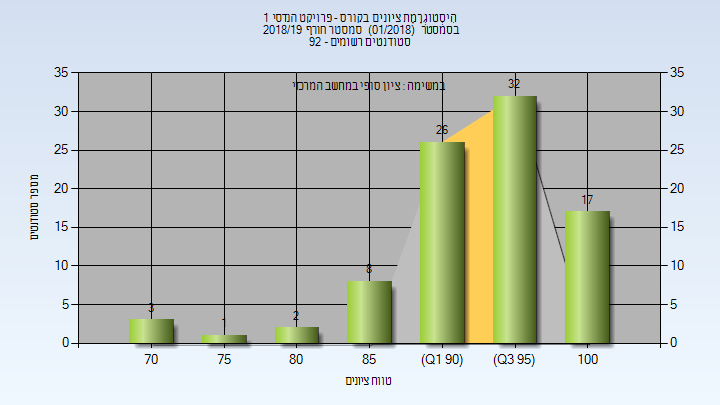 היסטוגרמת ציונים בקורס - פרויקט הנדסי 1
בסמסטר (01/2018) סמסטר חורף 2018/19
סטודנטים רשומים - 92
במשימה : ציון סופי במחשב המרכזי
35 35
30 30
25 25
20 20
15 15
10 10
5 5
0 0
3 1 2 8 26 32 17
70 75 80 85 (Q1 90) (Q3 95) 100
מספר סטודנטים
טווח ציונים